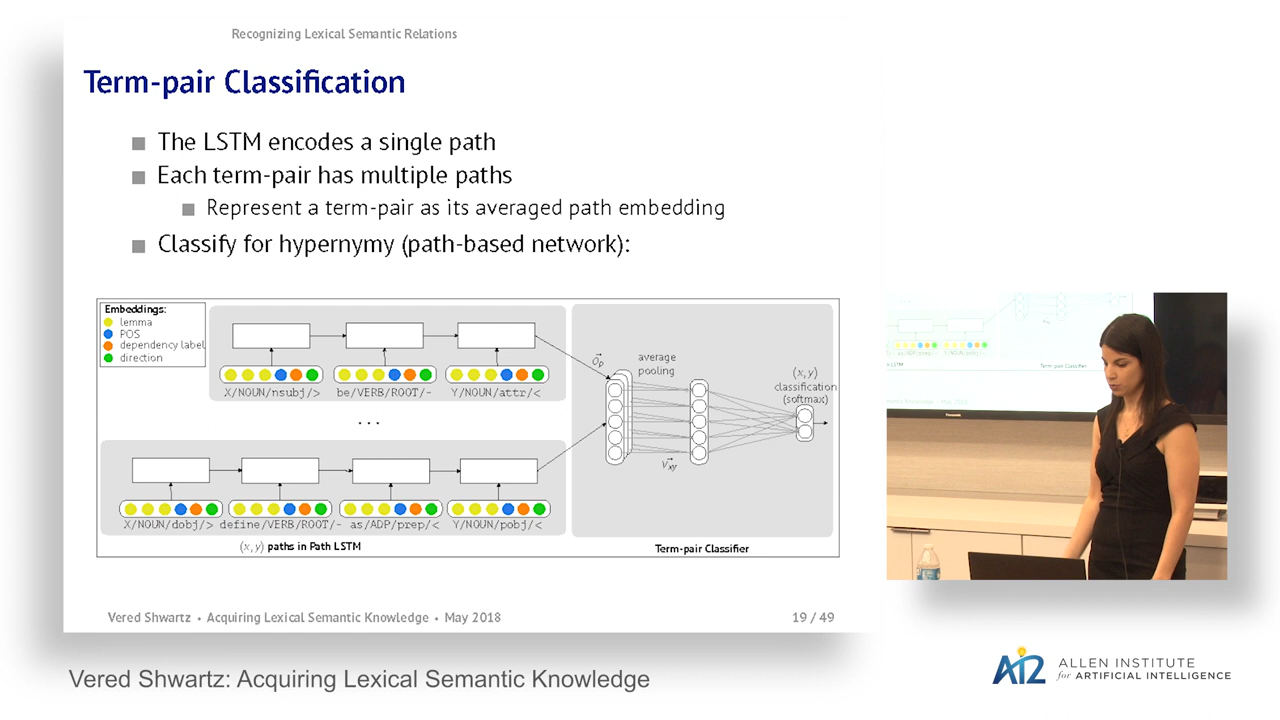 Recognizing Lexical Semantic Relations
Term-pair Classification
The LSTM encodes a single path
Each term-pair has multiple paths
Represent a term-pair as its averaged path embedding
Classify for hypernymy (path-based network):
Embeddings:
lemma
POS
dependency label
direction
X/NOUN/nsubj/> be/VERB/ROOT/- Y/NOUN/attr/<
...
X/NOUN/dobj/> define/VERB/ROOT/- as/ADP/prep/< Y/NOUN/pobj/<
(x, y) paths in Path LSTM
o⃗p
average
pooling
v⃗xy
(x, y)
classification
(softmax)
Term-pair Classifier
Vered Shwartz • Acquiring Lexical Semantic Knowledge • May 2018
19 / 49
Vered Shwartz: Acquiring Lexical Semantic Knowledge
AI2
ALLEN INSTITUTE
for ARTIFICIAL INTELLIGENCE